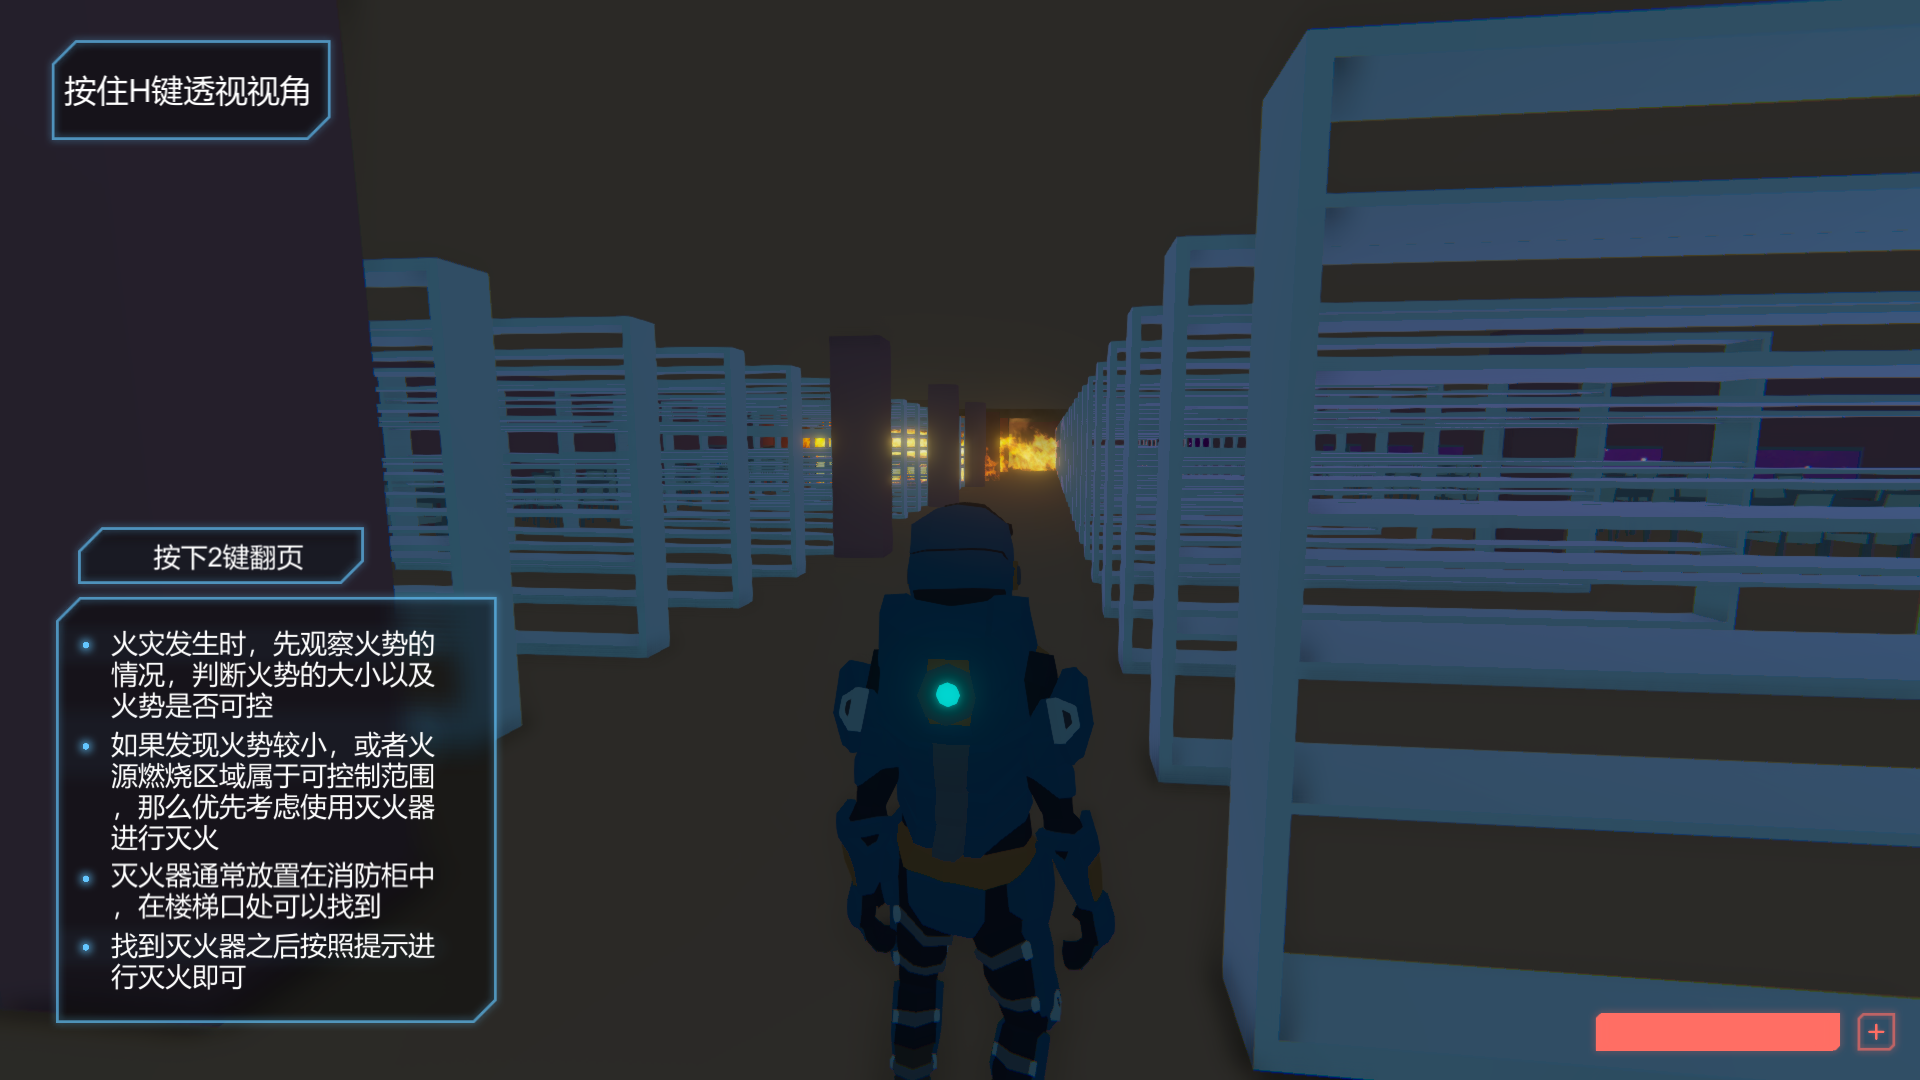 按住H键透视视角
按下2键翻页
• 火灾发生时，先观察火势的
情况，判断火势的大小以及
火势是否可控
• 如果发现火势较小，或者火
源燃烧区域属于可控制范围
，那么优先考虑使用灭火器
进行灭火
• 灭火器通常放置在消防柜中
，在楼梯口处可以找到
• 找到灭火器之后按照提示进
行灭火即可